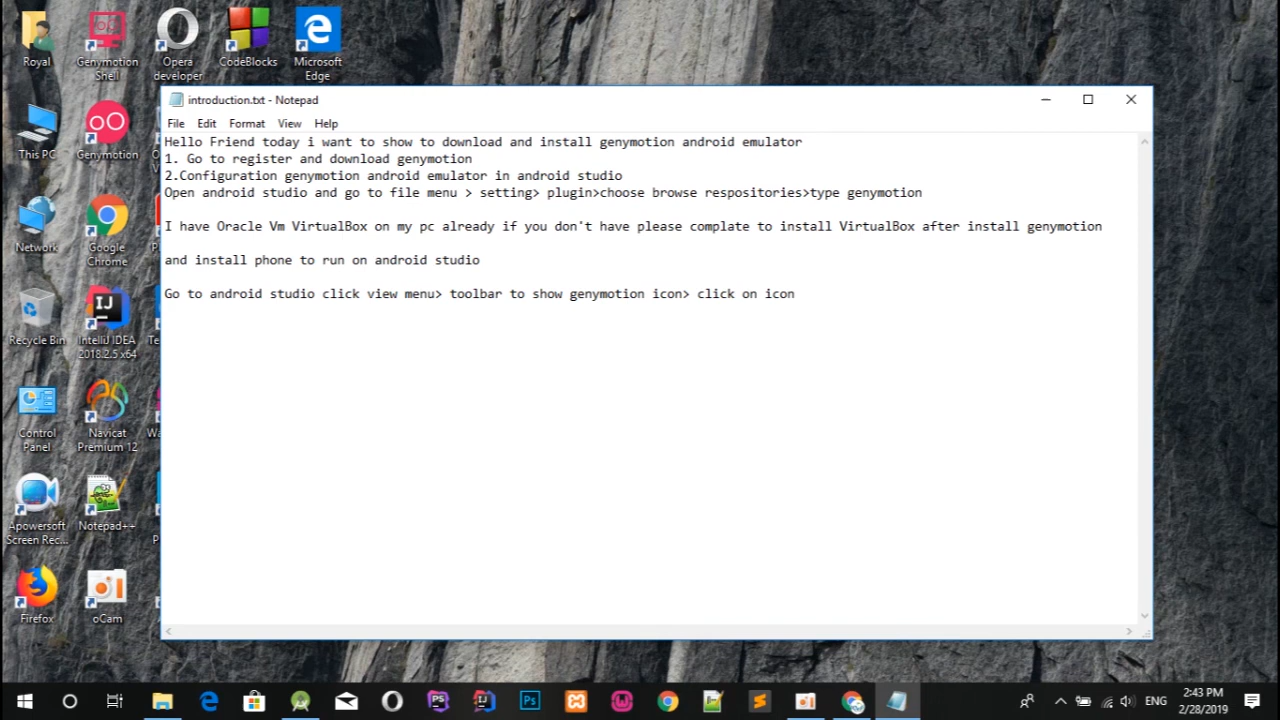 Royal
Genymotion Shell
Opera developer
CodeBlocks
Microsoft Edge
introduction.txt - Notepad
File Edit Format View Help
Hello Friend today i want to show to download and install genymotion android emulator
1. Go to register and download genymotion
2.Configuration genymotion android emulator in android studio
Open android studio and go to file menu > setting> plugin>choose browse respositories>type genymotion
I have Oracle Vm VirtualBox on my pc already if you don't have please complate to install VirtualBox after install genymotion
and install phone to run on android studio
Go to android studio click view menu> toolbar to show genymotion icon> click on icon
This PC
Genymotion
Network
Google Chrome
Recycle Bin
IntelliJ IDEA 2018.2.5 x64
Control Panel
Navicat Premium 12
Apowersoft Screen Rec...
Notepad++
Firefox
oCam
ENG
2:43 PM
2/28/2019